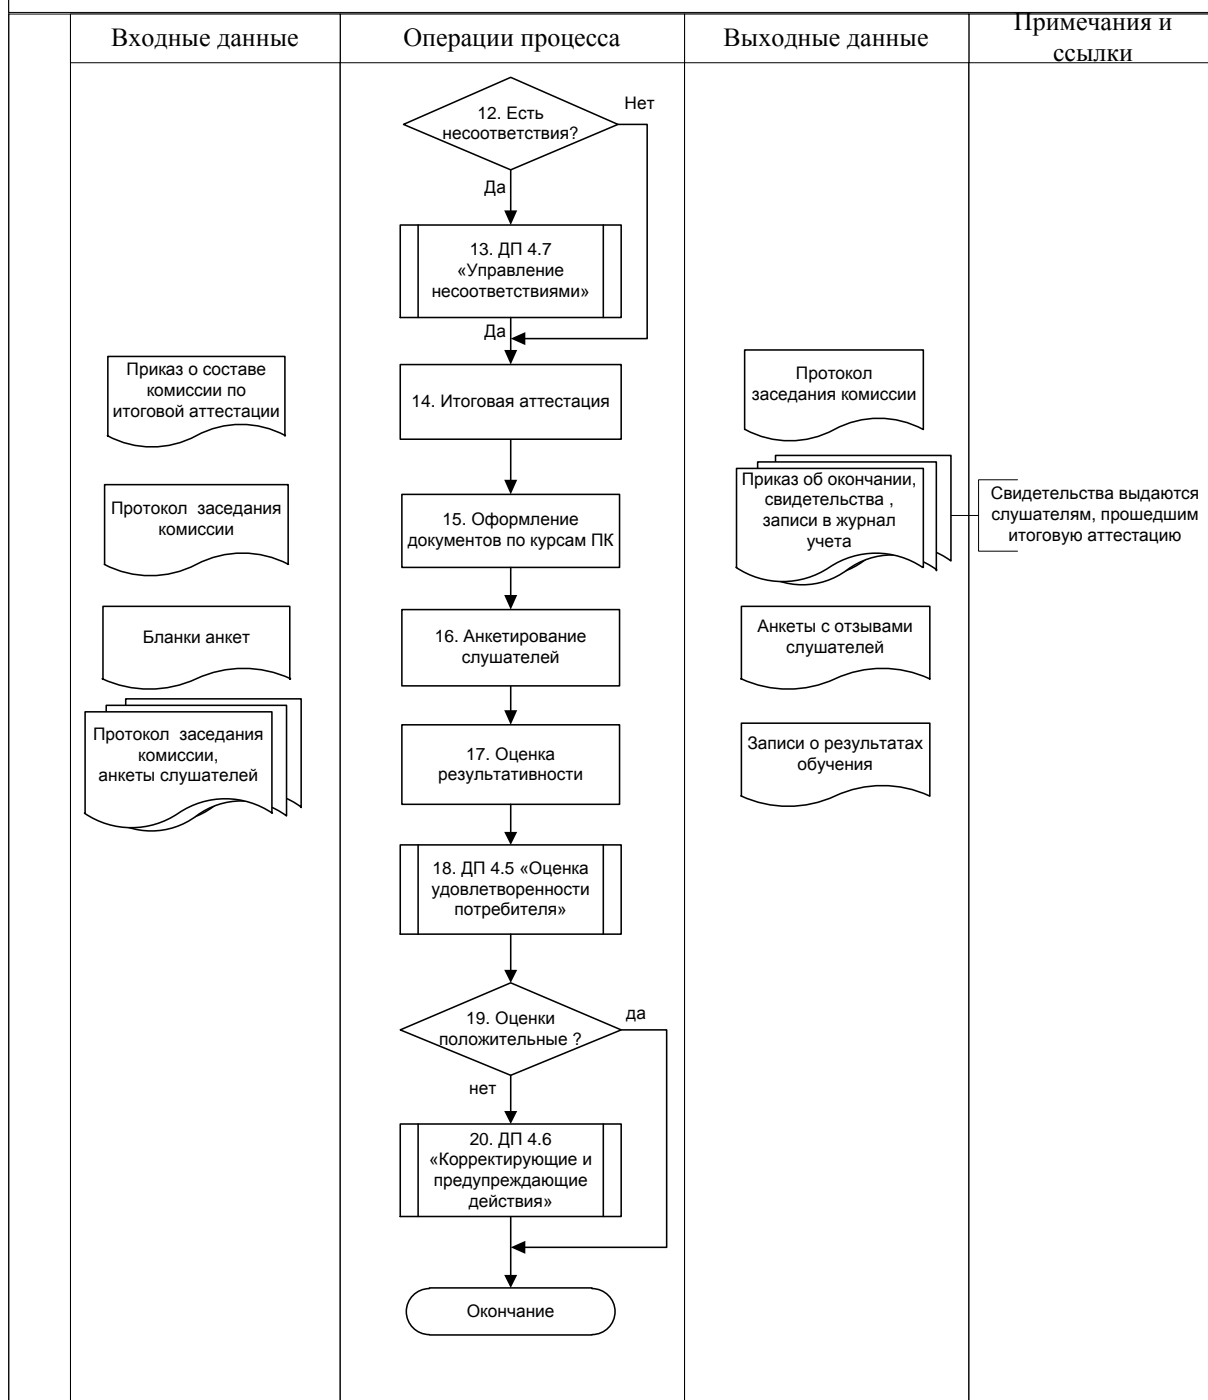 Входные данные
Операции процесса
Выходные данные
Примечания и
ссылки
12. Есть
несоответствия?
Нет
Да
13. ДП 4.7
«Управление
несоответствиями»
Да
Приказ о составе
комиссии по
итоговой аттестации
14. Итоговая аттестация
Протокол
заседания комиссии
Протокол заседания
комиссии
15. Оформление
документов по курсам ПК
Приказ об окончании,
свидетельства ,
записи в журнал
учета
Свидетельства выдаются
слушателям, прошедшим
итоговую аттестацию
Бланки анкет
16. Анкетирование
слушателей
Анкеты с отзывами
слушателей
Протокол заседания
комиссии,
анкеты слушателей
17. Оценка
результативности
Записи о результатах
обучения
18. ДП 4.5 «Оценка
удовлетворенности
потребителя»
19. Оценки
положительные ?
да
нет
20. ДП 4.6
«Корректирующие и
предупреждающие
действия»
Окончание